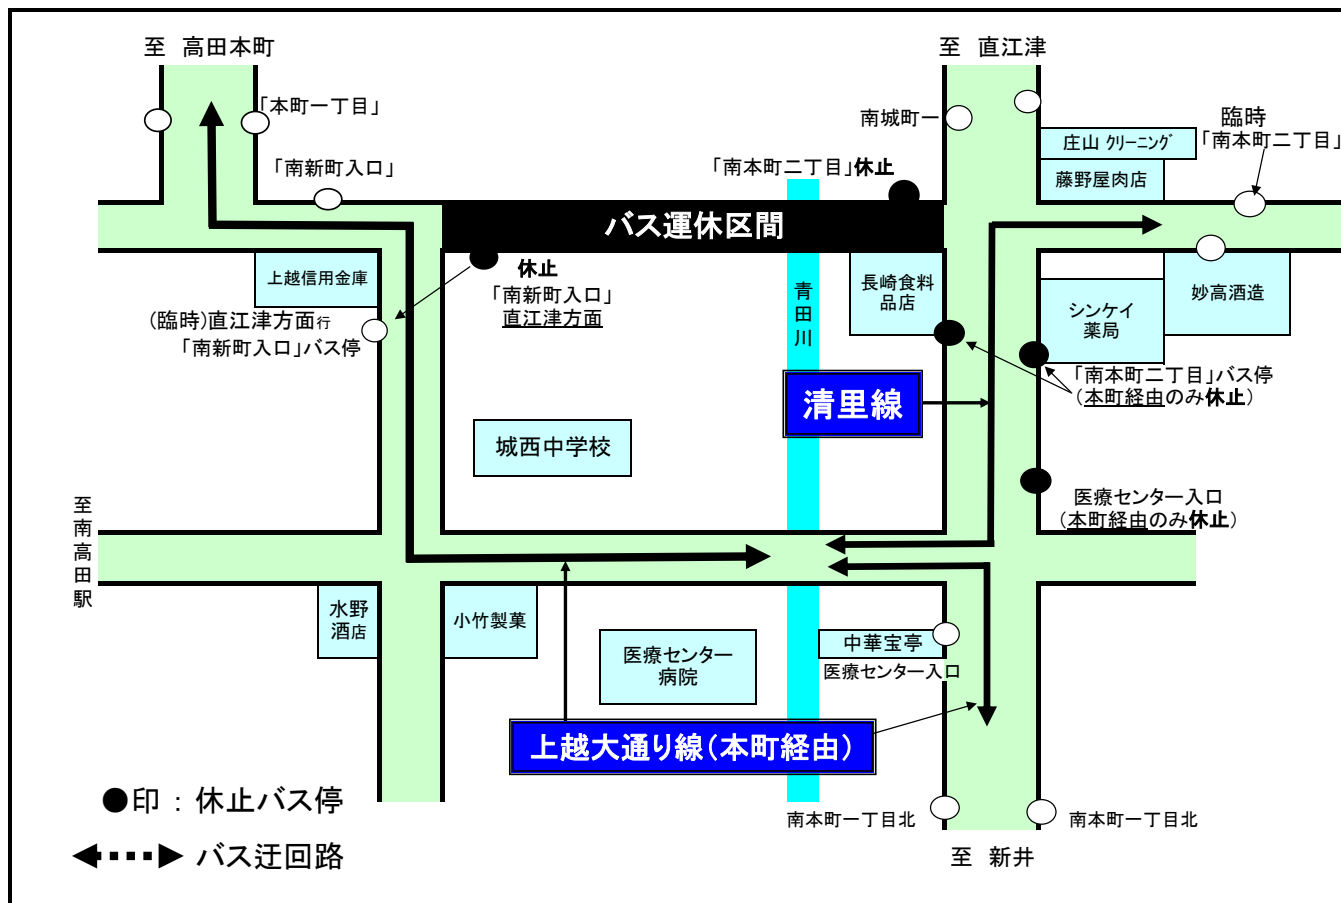 至 高田本町
至 直江津
「本町一丁目」
南城町一
臨時
「南本町二丁目」
庄山 クリーニング
藤野屋肉店
「南新町入口」
「南本町二丁目」休止
バス運休区間
上越信用金庫
休止
「南新町入口」
直江津方面
(臨時)直江津方面行
「南新町入口」バス停
青田川
長崎食料
品店
シンケイ
薬局
妙高酒造
「南本町二丁目」バス停
(本町経由のみ休止)
清里線
城西中学校
医療センター入口
(本町経由のみ休止)
至南高田駅
水野
酒店
小竹製菓
医療センター
病院
中華宝亭
医療センター入口
上越大通り線(本町経由)
●印 : 休止バス停
バス迂回路
南本町一丁目北
南本町一丁目北
至 新井